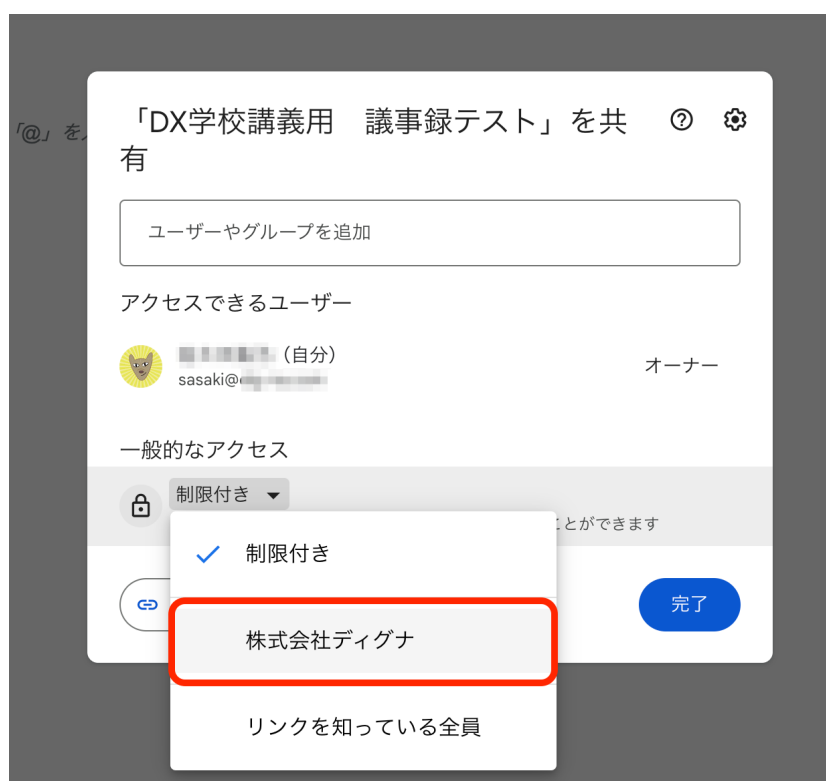 「@」を
「DX学校講義用　議事録テスト」を共
有
ユーザーやグループを追加
アクセスできるユーザー
（自分）
sasaki@
オーナー
一般的なアクセス
制限付き
ことができます
制限付き
株式会社ディグナ
リンクを知っている全員
完了